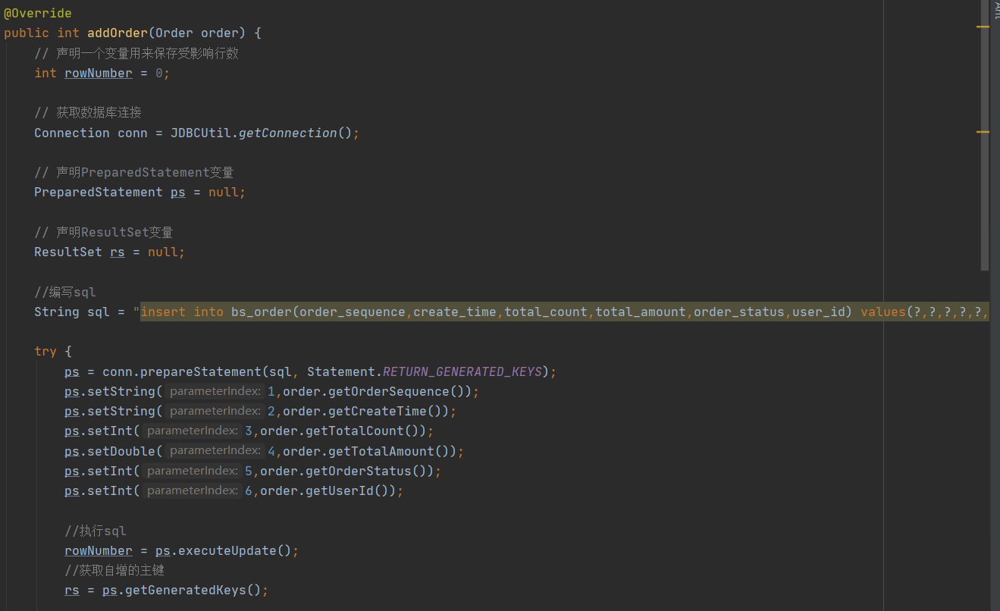 @Override
public int addOrder(Order order) {
// 声明一个变量用来保存受影响行数
int rowNumber = 0;
// 获取数据库连接
Connection conn = JDBCUtil.getConnection();
// 声明PreparedStatement变量
PreparedStatement ps = null;
// 声明ResultSet变量
ResultSet rs = null;
//编写sql
String sql = "insert into bs_order(order_sequence,create_time,total_count,total_amount,order_status,user_id) values(?,?,?,?,?,
try {
ps = conn.prepareStatement(sql, Statement.RETURN_GENERATED_KEYS);
ps.setString( parameterIndex: 1,order.getOrderSequence());
ps.setString( parameterIndex: 2,order.getCreateTime());
ps.setInt( parameterIndex: 3,order.getTotalCount());
ps.setDouble( parameterIndex: 4,order.getTotalAmount());
ps.setInt( parameterIndex: 5,order.getOrderStatus());
ps.setInt( parameterIndex: 6,order.getUserId());
//执行sql
rowNumber = ps.executeUpdate();
//获取自增的主键
rs = ps.getGeneratedKeys();